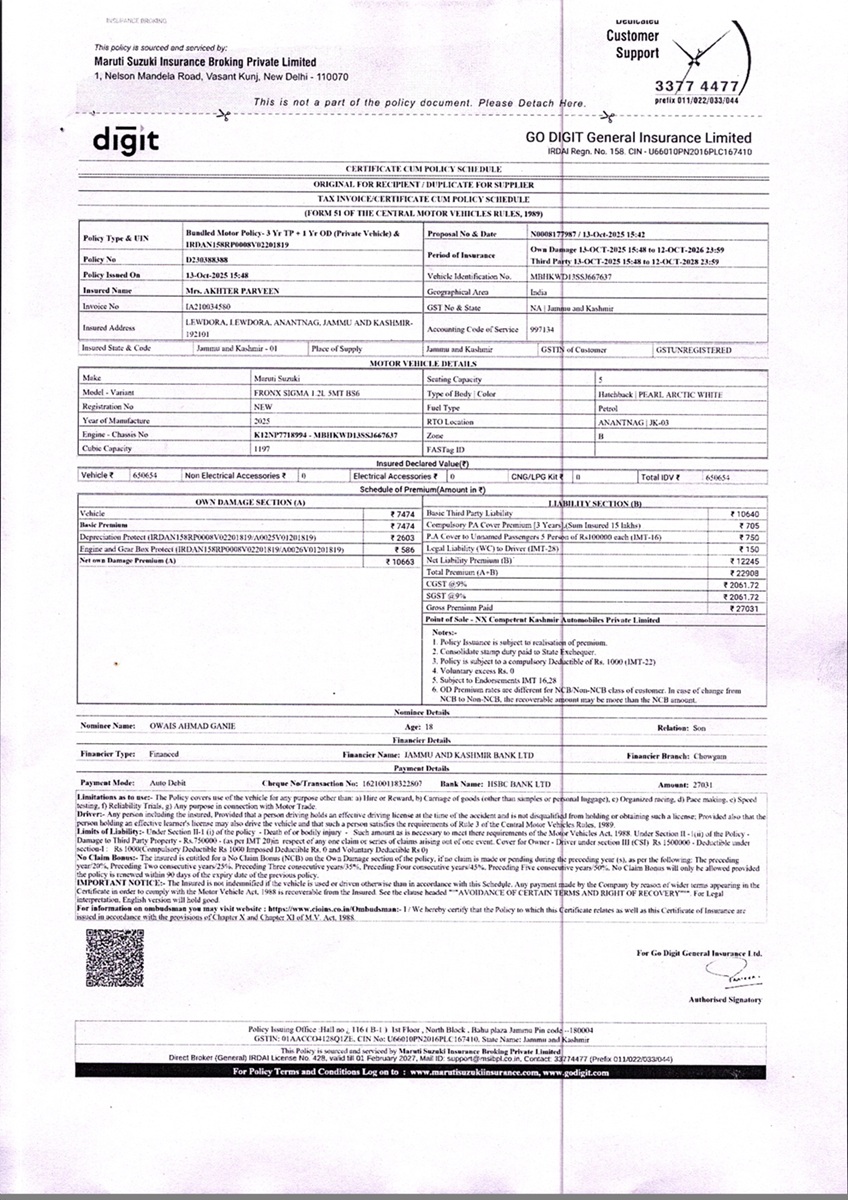 INSURANCE BROKING
This policy is sourced and serviced by:
Maruti Suzuki Insurance Broking Private Limited
1, Nelson Mandela Road, Vasant Kunj, New Delhi - 110070
Dedicated
Customer
Support
3377 4477
prefix 011/022/033/044
This is not a part of the policy document. Please Detach Here.
digit
GO DIGIT General Insurance Limited
IRDAI Regn. No. 158. CIN - U66010PN2016PLC167410
CERTIFICATE CUM POLICY SCHEDULE
ORIGINAL FOR RECIPIENT / DUPLICATE FOR SUPPLIER
TAX INVOICE/CERTIFICATE CUM POLICY SCHEDULE
(FORM 51 OF THE CENTRAL MOTOR VEHICLES RULES, 1989)
Policy Type & UIN Bundled Motor Policy- 3 Yr TP + 1 Yr OD (Private Vehicle) & IRDAN158RP0008V02201819 Proposal No & Date N0008177987 / 13-Oct-2025 15:42
Policy No D230388388 Period of Insurance Own Damage 13-OCT-2025 15:48 to 12-OCT-2026 23:59
Third Party 13-OCT-2025 15:48 to 12-OCT-2028 23:59
Policy Issued On 13-Oct-2025 15:48 Vehicle Identification No. MBHKWD13SSJ667637
Insured Name Mrs. AKHTER PARVEEN Geographical Area India
Invoice No IA210034580 GST No & State NA | Jammu and Kashmir
Insured Address LEWDORA, LEWDORA, ANANTNAG, JAMMU AND KASHMIR-192101 Accounting Code of Service 997134
Insured State & Code Jammu and Kashmir - 01 Place of Supply Jammu and Kashmir GSTIN of Customer GSTUNREGISTERED
MOTOR VEHICLE DETAILS
Make Maruti Suzuki Seating Capacity 5
Model - Variant FRONX SIGMA 1.2L 5MT BS6 Type of Body | Color Hatchback | PEARL ARCTIC WHITE
Registration No NEW Fuel Type Petrol
Year of Manufacture 2025 RTO Location ANANTNAG | JK-03
Engine - Chassis No K12NP7718994 - MBHKWD13SSJ667637 Zone B
Cubic Capacity 1197 FASTag ID
Insured Declared Value(₹)
Vehicle ₹ 650654 Non Electrical Accessories ₹ 0 Electrical Accessories ₹ 0 CNG/LPG Kit ₹ 0 Total IDV ₹ 650654
Schedule of Premium(Amount in ₹)
OWN DAMAGE SECTION (A) LIABILITY SECTION (B)
Vehicle ₹ 7474 Basic Third Party Liability ₹ 10640
Basic Premium ₹ 7474 Compulsory PA Cover Premium [3 Years](Sum Insured 15 lakhs) ₹ 705
Depreciation Protect (IRDAN158RP0008V02201819/A0025V01201819) ₹ 2603 P.A Cover to Unnamed Passengers 5 Person of Rs100000 each (IMT-16) ₹ 750
Engine and Gear Box Protect (IRDAN158RP0008V02201819/A0026V01201819) ₹ 586 Legal Liability (WC) to Driver (IMT-28) ₹ 150
Net own Damage Premium (A) ₹ 10663 Net Liability Premium (B) ₹ 12245
Total Premium (A+B) ₹ 22908
CGST @9% ₹ 2061.72
SGST @9% ₹ 2061.72
Gross Premium Paid ₹ 27031
Point of Sale - NX Competent Kashmir Automobiles Private Limited
Notes:-
1. Policy Issuance is subject to realisation of premium.
2. Consolidate stamp duty paid to State Exchequer.
3. Policy is subject to a compulsory Deductible of Rs. 1000 (IMT-22)
4. Voluntary excess Rs. 0
5. Subject to Endorsements IMT 16,28
6. OD Premium rates are different for NCB/Non-NCB class of customer. In case of change from
NCB to Non-NCB, the recoverable amount may be more than the NCB amount.
Nominee Details
Nominee Name: OWAIS AHMAD GANIE Age: 18 Relation: Son
Financier Details
Financier Type: Financed Financier Name: JAMMU AND KASHMIR BANK LTD Financier Branch: Chowgam
Payment Details
Payment Mode: Auto Debit Cheque No/Transaction No: 162100118322807 Bank Name: HSBC BANK LTD Amount: 27031
Limitations as to use:- The Policy covers use of the vehicle for any purpose other than: a) Hire or Reward, b) Carriage of goods (other than samples or personal luggage), c) Organized racing, d) Pace making, e) Speed
testing, f) Reliability Trials, g) Any purpose in connection with Motor Trade.
Driver:- Any person including the insured, Provided that a person driving holds an effective driving license at the time of the accident and is not disqualified from holding or obtaining such a license; Provided also that the
person holding an effective learner's license may also drive the vehicle and that such a person satisfies the requirements of Rule 3 of the Central Motor Vehicles Rules, 1989.
Limits of Liability:- Under Section II-1 (i) of the policy - Death of or bodily injury - Such amount as is necessary to meet there requirements of the Motor Vehicles Act, 1988. Under Section II - 1(ii) of the Policy -
Damage to Third Party Property - Rs.750000 - (as per IMT 20)in respect of any one claim or series of claims arising out of one event. Cover for Owner - Driver under section III (CSI) Rs 1500000 - Deductible under
section-I : Rs 1000(Compulsory Deductible Rs 1000 Imposed Deductible Rs. 0 and Voluntary Deductible Rs 0)
No Claim Bonus:- The insured is entitled for a No Claim Bonus (NCB) on the Own Damage section of the policy, if no claim is made or pending during the preceding year (s), as per the following: The preceding
year/20%, Preceding Two consecutive years/25%, Preceding Three consecutive years/35%, Preceding Four consecutive years/45%, Preceding Five consecutive years/50%. No Claim Bonus will only be allowed provided
the policy is renewed within 90 days of the expiry date of the previous policy.
IMPORTANT NOTICE:- The Insured is not indemnified if the vehicle is used or driven otherwise than in accordance with this Schedule. Any payment made by the Company by reason of wider terms appearing in the
Certificate in order to comply with the Motor Vehicle Act, 1988 is recoverable from the Insured. See the clause headed """AVOIDANCE OF CERTAIN TERMS AND RIGHT OF RECOVERY""". For Legal
interpretation, English version will hold good.
For information on ombudsman you may visit website : https://www.cioins.co.in/Ombudsman:- I / We hereby certify that the Policy to which this Certificate relates as well as this Certificate of Insurance are
issued in accordance with the provisions of Chapter X and Chapter XI of M.V. Act, 1988.
For Go Digit General Insurance Ltd.
Authorised Signatory
Policy Issuing Office :Hall no , 116 ( B-1 ) 1st Floor , North Block , Bahu plaza Jammu Pin code --180004
GSTIN: 01AACCO4128Q1ZE, CIN No: U66010PN2016PLC167410, State Name: Jammu and Kashmir
This Policy is sourced and serviced by Maruti Suzuki Insurance Broking Private Limited
Direct Broker (General) IRDAI License No. 428, valid till 01 February 2027, Mail ID: support@msibpl.co.in, Contact: 33774477 (Prefix 011/022/033/044)
For Policy Terms and Conditions Log on to : www.marutisuzukiinsurance.com, www.godigit.com